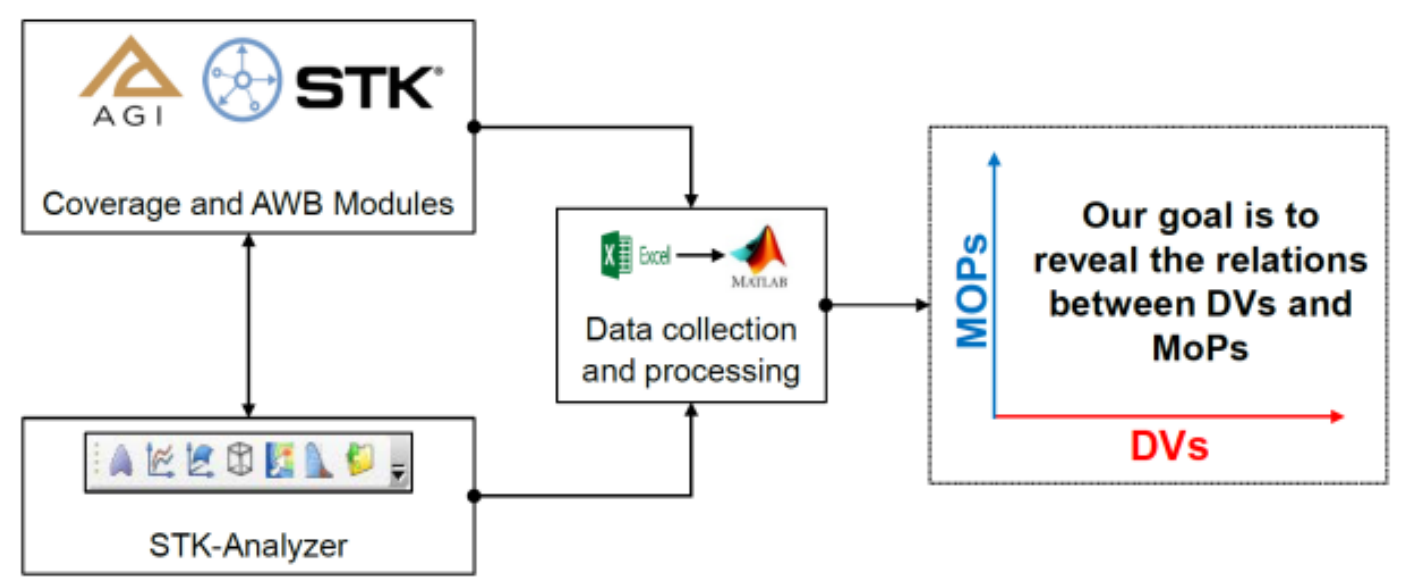 AGI
STK®
Coverage and AWB Modules
Excel
MATLAB
Data collection
and processing
STK-Analyzer
MOPs
Our goal is to
reveal the relations
between DVs and
MoPs
DVs